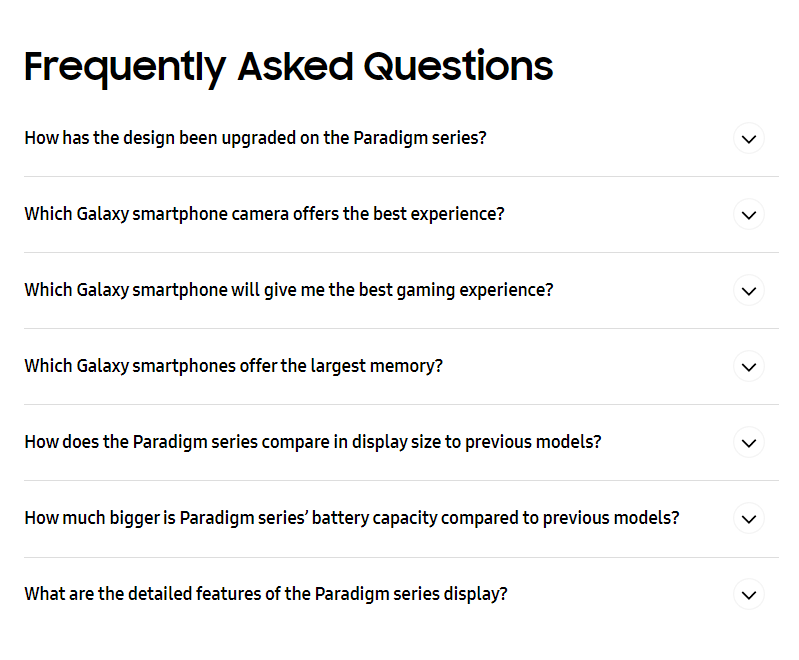 Frequently Asked Questions
How has the design been upgraded on the Paradigm series?
Which Galaxy smartphone camera offers the best experience?
Which Galaxy smartphone will give me the best gaming experience?
Which Galaxy smartphones offer the largest memory?
How does the Paradigm series compare in display size to previous models?
How much bigger is Paradigm series’ battery capacity compared to previous models?
What are the detailed features of the Paradigm series display?